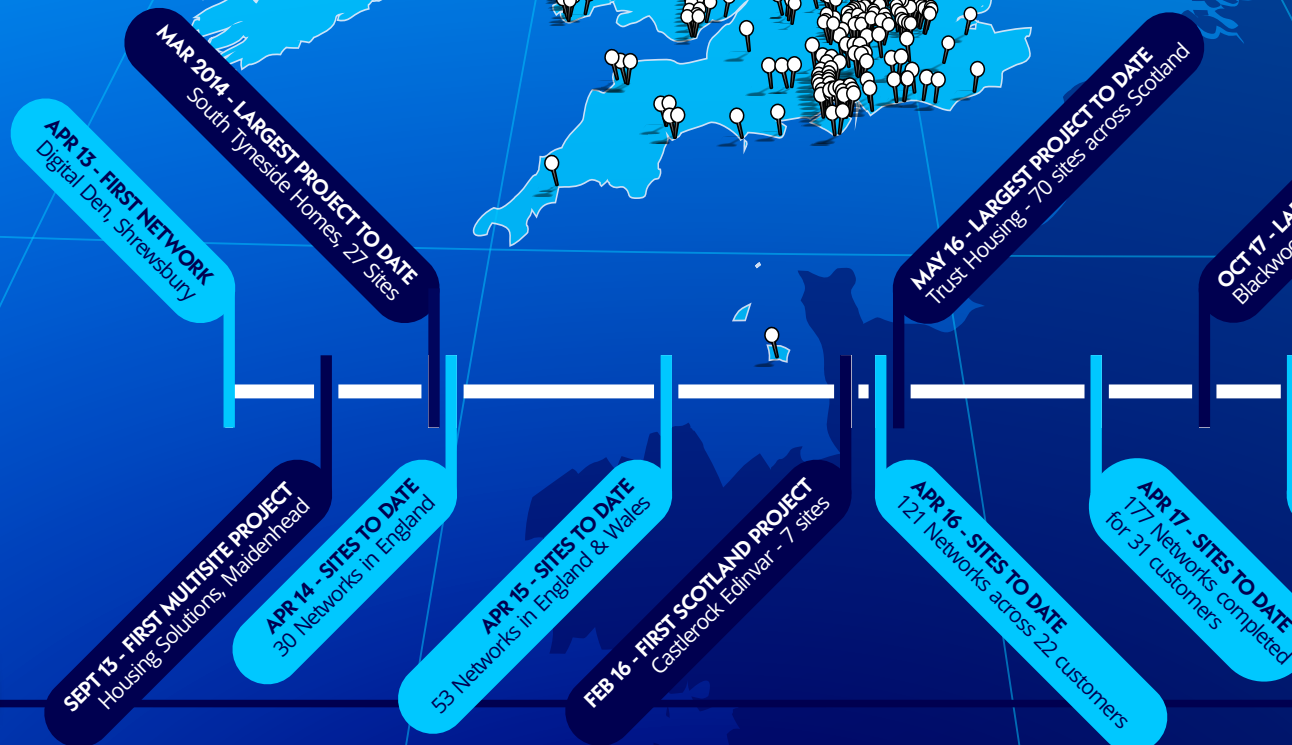 APR 13 - FIRST NETWORK
Digital Den, Shrewsbury
SEPT 13 - FIRST MULTISITE PROJECT
Housing Solutions, Maidenhead
MAR 2014 - LARGEST PROJECT TO DATE
South Tyneside Homes, 27 Sites
APR 14 - SITES TO DATE
30 Networks in England
APR 15 - SITES TO DATE
53 Networks in England & Wales
FEB 16 - FIRST SCOTLAND PROJECT
Castlerock Edinvar - 7 sites
APR 16 - SITES TO DATE
121 Networks across 22 customers
MAY 16 - LARGEST PROJECT TO DATE
Trust Housing - 70 sites across Scotland
APR 17 - SITES TO DATE
177 Networks completed
for 31 customers
OCT 17 -